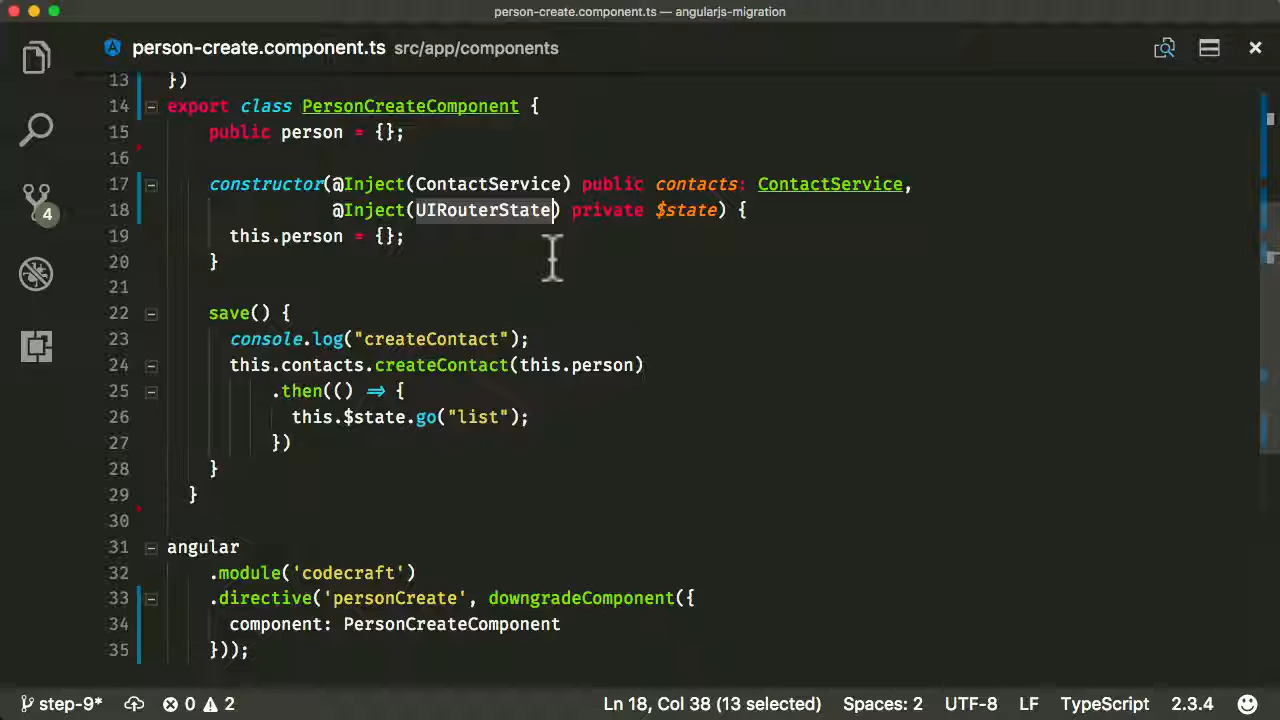 person-create.component.ts — angularjs-migration
person-create.component.ts src/app/components
13 })
14 export class PersonCreateComponent {
15 public person = {};
16
17 constructor(@Inject(ContactService) public contacts: ContactService,
18 @Inject(UIRouterState) private $state) {
19 this.person = {};
20 }
21
22 save() {
23 console.log("createContact");
24 this.contacts.createContact(this.person)
25 .then(() => {
26 this.$state.go("list");
27 })
28 }
29 }
30
31 angular
32 .module('codecraft')
33 .directive('personCreate', downgradeComponent({
34 component: PersonCreateComponent
35 }));
4
step-9* 0 2 Ln 18, Col 38 (13 selected) Spaces: 2 UTF-8 LF TypeScript 2.3.4